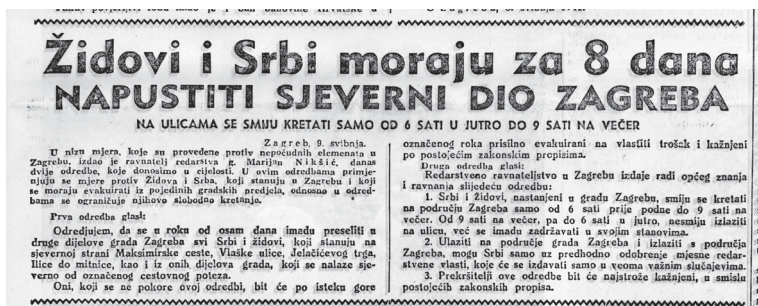 Židovi i Srbi moraju za 8 dana
NAPUSTITI SJEVERNI DIO ZAGREBA
NA ULICAMA SE SMIJU KRETATI SAMO OD 6 SATI U JUTRO DO 9 SATI NA VEČER
Zagreb, 9. svibnja.
U nizu mjera, koje su provedene protiv nepoćudnih elemenata u
Zagrebu, izdao je ravnatelj redarstva g. Marijan Nikšić, danas
dvije odredbe, koje donosimo u cijelosti. U ovim odredbama primje-
njuju se mjere protiv Židova i Srba, koji stanuju u Zagrebu i koji
se moraju evakuirati iz pojedinih gradskih predjela, odnosno u odred-
bama se ograničuje njihovo slobodno kretanje.
Prva odredba glasi:
Odredjujem, da se u roku od osam dana imadu preseliti u
druge dijelove grada Zagreba svi Srbi i židovi, koji stanuju na
sjevernoj strani Maksimirske ceste, Vlaške ulice, Jelačićevog trga,
Ilice do mitnice, kao i iz onih dijelova grada, koji se nalaze sje-
verno od označenog cestovnog poteza.
Oni, koji se ne pokore ovoj odredbi, bit će po isteku gore
označenog roka prisilno evakuirani na vlastiti trošak i kažnjeni
po postojećim zakonskim propisima.
Druga odredba glasi:
Redarstveno ravnateljstvo u Zagrebu izdaje radi općeg znanja
i ravnanja slijedeću odredbu:
1. Srbi i Židovi, nastanjeni u gradu Zagrebu, smiju se kretati
na području Zagreba samo od 6 sati prije podne do 9 sati na
večer. Od 9 sati na večer, pa do 6 sati u jutro, nesmiju izlaziti
na ulicu, već se imadu zadržavati u svojim stanovima.
2. Ulaziti na područje grada Zagreba i izlaziti s područja
Zagreba, mogu Srbi samo uz predhodno odobrenje mjesne redar-
stvene vlasti, koje će se izdavati samo u veoma važnim slučajevima.
3. Prekršitelji ove odredbe bit će najstrože kažnjeni, u smislu
postojećih zakonskih propisa.